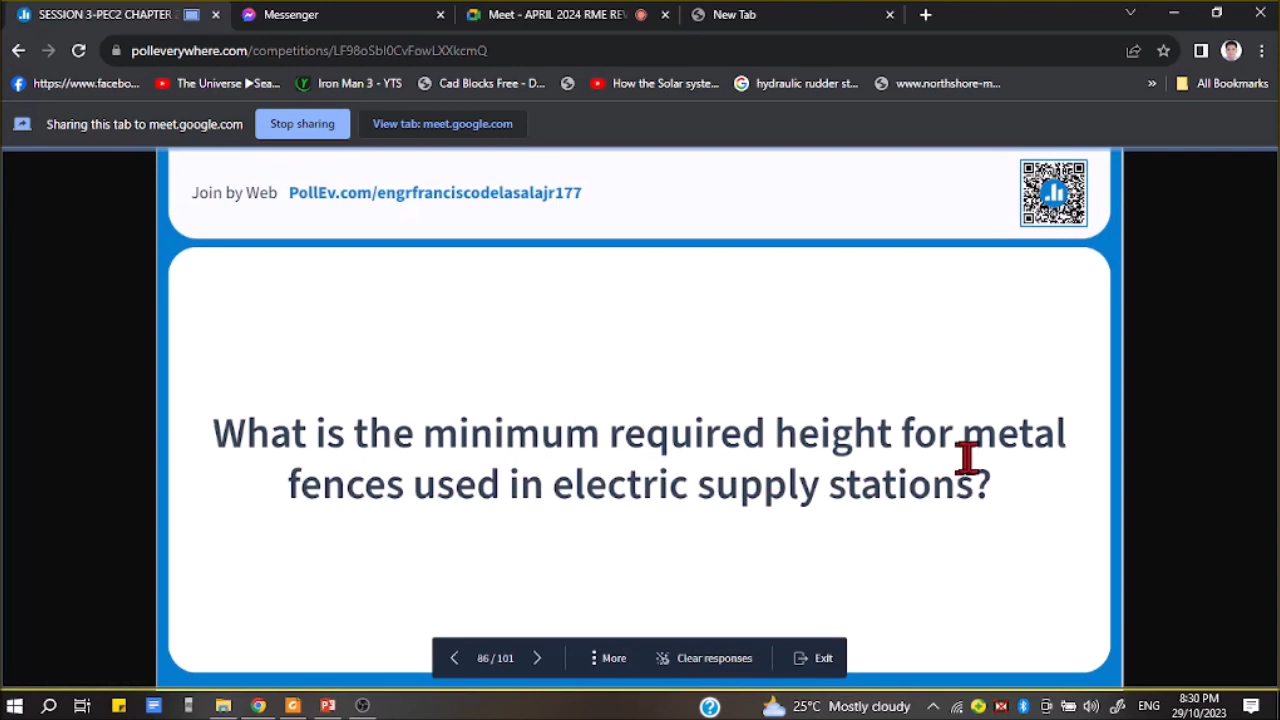 SESSION 3-PEC2 CHAPTER 2
Messenger
Meet - APRIL 2024 RME REV
New Tab
polleverywhere.com/competitions/LF98oSbI0CvFowLXXkcmQ
https://www.facebo...
The Universe ▶Sea...
Iron Man 3 - YTS
Cad Blocks Free - D...
How the Solar syste...
hydraulic rudder st...
www.northshore-m...
»
All Bookmarks
Sharing this tab to meet.google.com
Stop sharing
View tab: meet.google.com
Join by Web PollEv.com/engrfranciscodelasalajr177
What is the minimum required height for metal
fences used in electric supply stations?
86 / 101
More
Clear responses
Exit
25°C Mostly cloudy
ENG
8:30 PM
29/10/2023